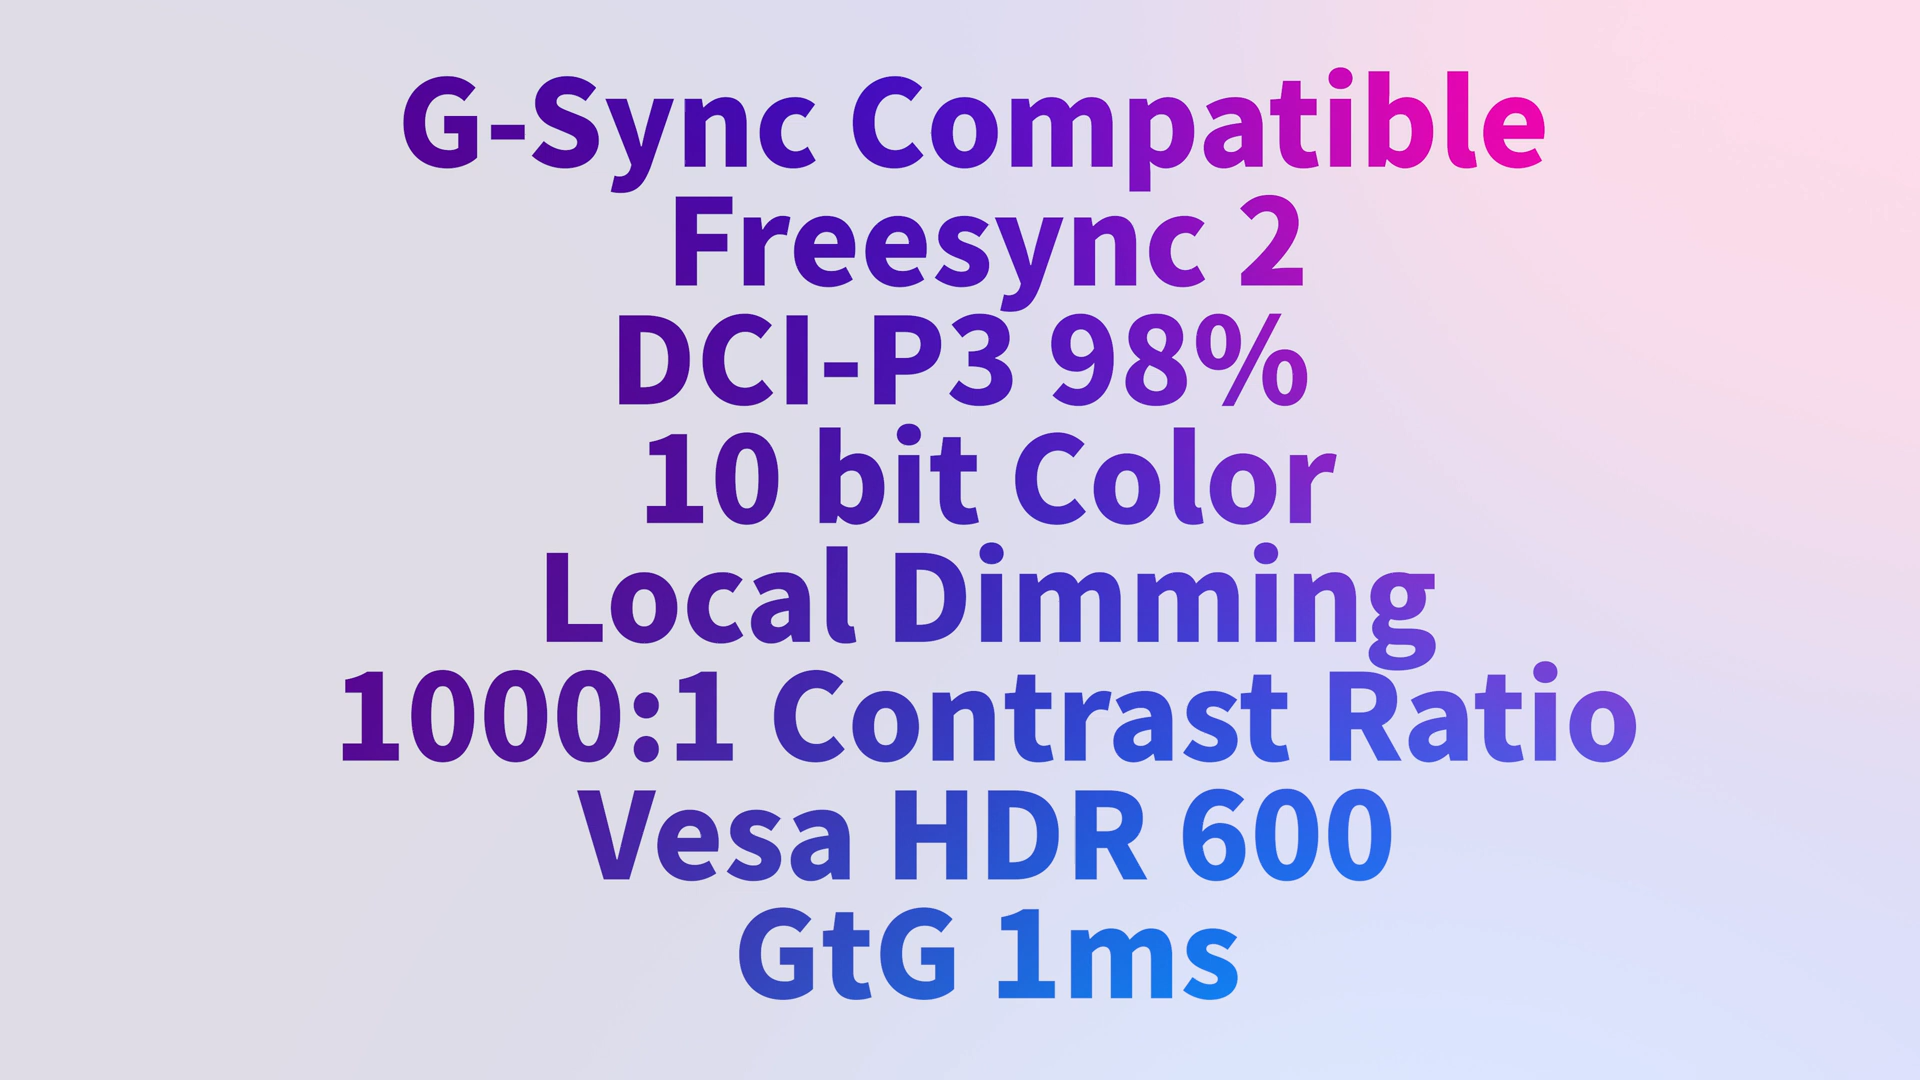 G-Sync Compatible
Freesync 2
DCI-P3 98%
10 bit Color
Local Dimming
1000:1 Contrast Ratio
Vesa HDR 600
GtG 1ms